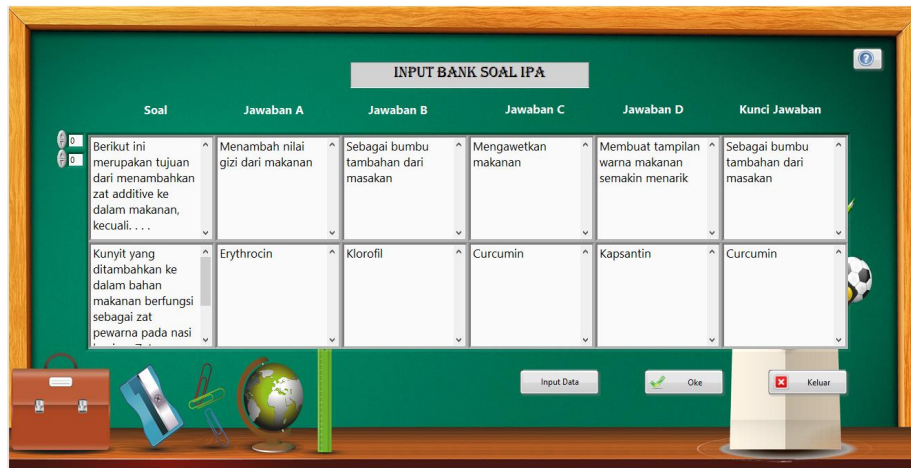 INPUT BANK SOAL IPA
Soal Jawaban A Jawaban B Jawaban C Jawaban D Kunci Jawaban
0
0
Berikut ini
merupakan tujuan
dari menambahkan
zat additive ke
dalam makanan,
kecuali. . . .
Menambah nilai
gizi dari makanan
Sebagai bumbu
tambahan dari
masakan
Mengawetkan
makanan
Membuat tampilan
warna makanan
semakin menarik
Sebagai bumbu
tambahan dari
masakan
Kunyit yang
ditambahkan ke
dalam bahan
makanan berfungsi
sebagai zat
pewarna pada nasi
Erythrocin
Klorofil
Curcumin
Kapsantin
Curcumin
Input Data
Oke
Keluar